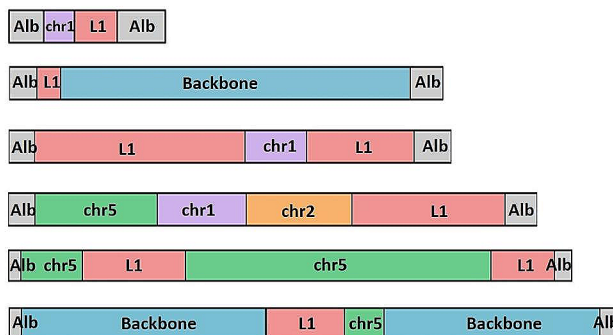 Alb chr1 L1 Alb
Alb L1 Backbone Alb
Alb L1 chr1 L1 Alb
Alb chr5 chr1 chr2 L1 Alb
Alb chr5 L1 chr5 L1 Alb
Alb Backbone L1 chr5 Backbone Alb